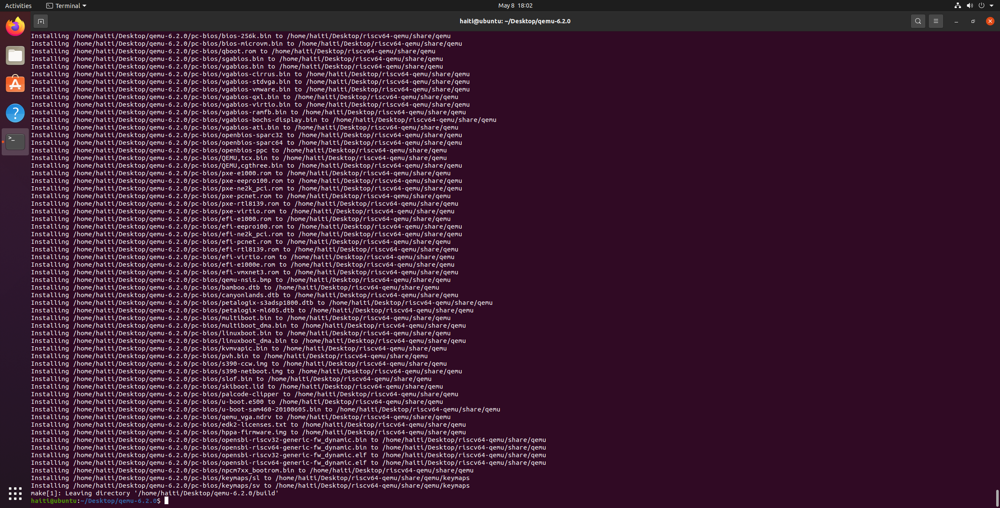 Activities
Terminal
May 8 18:02
haiti@ubuntu: ~/Desktop/qemu-6.2.0
Installing /home/haiti/Desktop/qemu-6.2.0/pc-bios/bios-256k.bin to /home/haiti/Desktop/riscv64-qemu/share/qemu
Installing /home/haiti/Desktop/qemu-6.2.0/pc-bios/bios-microvm.bin to /home/haiti/Desktop/riscv64-qemu/share/qemu
Installing /home/haiti/Desktop/qemu-6.2.0/pc-bios/qboot.rom to /home/haiti/Desktop/riscv64-qemu/share/qemu
Installing /home/haiti/Desktop/qemu-6.2.0/pc-bios/sgabios.bin to /home/haiti/Desktop/riscv64-qemu/share/qemu
Installing /home/haiti/Desktop/qemu-6.2.0/pc-bios/vgabios.bin to /home/haiti/Desktop/riscv64-qemu/share/qemu
Installing /home/haiti/Desktop/qemu-6.2.0/pc-bios/vgabios-cirrus.bin to /home/haiti/Desktop/riscv64-qemu/share/qemu
Installing /home/haiti/Desktop/qemu-6.2.0/pc-bios/vgabios-stdvga.bin to /home/haiti/Desktop/riscv64-qemu/share/qemu
Installing /home/haiti/Desktop/qemu-6.2.0/pc-bios/vgabios-vmware.bin to /home/haiti/Desktop/riscv64-qemu/share/qemu
Installing /home/haiti/Desktop/qemu-6.2.0/pc-bios/vgabios-qxl.bin to /home/haiti/Desktop/riscv64-qemu/share/qemu
Installing /home/haiti/Desktop/qemu-6.2.0/pc-bios/vgabios-virtio.bin to /home/haiti/Desktop/riscv64-qemu/share/qemu
Installing /home/haiti/Desktop/qemu-6.2.0/pc-bios/vgabios-ramfb.bin to /home/haiti/Desktop/riscv64-qemu/share/qemu
Installing /home/haiti/Desktop/qemu-6.2.0/pc-bios/vgabios-bochs-display.bin to /home/haiti/Desktop/riscv64-qemu/share/qemu
Installing /home/haiti/Desktop/qemu-6.2.0/pc-bios/vgabios-ati.bin to /home/haiti/Desktop/riscv64-qemu/share/qemu
Installing /home/haiti/Desktop/qemu-6.2.0/pc-bios/openbios-sparc32 to /home/haiti/Desktop/riscv64-qemu/share/qemu
Installing /home/haiti/Desktop/qemu-6.2.0/pc-bios/openbios-sparc64 to /home/haiti/Desktop/riscv64-qemu/share/qemu
Installing /home/haiti/Desktop/qemu-6.2.0/pc-bios/openbios-ppc to /home/haiti/Desktop/riscv64-qemu/share/qemu
Installing /home/haiti/Desktop/qemu-6.2.0/pc-bios/QEMU,tcx.bin to /home/haiti/Desktop/riscv64-qemu/share/qemu
Installing /home/haiti/Desktop/qemu-6.2.0/pc-bios/QEMU,cgthree.bin to /home/haiti/Desktop/riscv64-qemu/share/qemu
Installing /home/haiti/Desktop/qemu-6.2.0/pc-bios/pxe-e1000.rom to /home/haiti/Desktop/riscv64-qemu/share/qemu
Installing /home/haiti/Desktop/qemu-6.2.0/pc-bios/pxe-eepro100.rom to /home/haiti/Desktop/riscv64-qemu/share/qemu
Installing /home/haiti/Desktop/qemu-6.2.0/pc-bios/pxe-ne2k_pci.rom to /home/haiti/Desktop/riscv64-qemu/share/qemu
Installing /home/haiti/Desktop/qemu-6.2.0/pc-bios/pxe-pcnet.rom to /home/haiti/Desktop/riscv64-qemu/share/qemu
Installing /home/haiti/Desktop/qemu-6.2.0/pc-bios/pxe-rtl8139.rom to /home/haiti/Desktop/riscv64-qemu/share/qemu
Installing /home/haiti/Desktop/qemu-6.2.0/pc-bios/pxe-virtio.rom to /home/haiti/Desktop/riscv64-qemu/share/qemu
Installing /home/haiti/Desktop/qemu-6.2.0/pc-bios/efi-e1000.rom to /home/haiti/Desktop/riscv64-qemu/share/qemu
Installing /home/haiti/Desktop/qemu-6.2.0/pc-bios/efi-eepro100.rom to /home/haiti/Desktop/riscv64-qemu/share/qemu
Installing /home/haiti/Desktop/qemu-6.2.0/pc-bios/efi-ne2k_pci.rom to /home/haiti/Desktop/riscv64-qemu/share/qemu
Installing /home/haiti/Desktop/qemu-6.2.0/pc-bios/efi-pcnet.rom to /home/haiti/Desktop/riscv64-qemu/share/qemu
Installing /home/haiti/Desktop/qemu-6.2.0/pc-bios/efi-rtl8139.rom to /home/haiti/Desktop/riscv64-qemu/share/qemu
Installing /home/haiti/Desktop/qemu-6.2.0/pc-bios/efi-virtio.rom to /home/haiti/Desktop/riscv64-qemu/share/qemu
Installing /home/haiti/Desktop/qemu-6.2.0/pc-bios/efi-e1000e.rom to /home/haiti/Desktop/riscv64-qemu/share/qemu
Installing /home/haiti/Desktop/qemu-6.2.0/pc-bios/efi-vmxnet3.rom to /home/haiti/Desktop/riscv64-qemu/share/qemu
Installing /home/haiti/Desktop/qemu-6.2.0/pc-bios/qemu-nsis.bmp to /home/haiti/Desktop/riscv64-qemu/share/qemu
Installing /home/haiti/Desktop/qemu-6.2.0/pc-bios/bamboo.dtb to /home/haiti/Desktop/riscv64-qemu/share/qemu
Installing /home/haiti/Desktop/qemu-6.2.0/pc-bios/canyonlands.dtb to /home/haiti/Desktop/riscv64-qemu/share/qemu
Installing /home/haiti/Desktop/qemu-6.2.0/pc-bios/petalogix-s3adsp1800.dtb to /home/haiti/Desktop/riscv64-qemu/share/qemu
Installing /home/haiti/Desktop/qemu-6.2.0/pc-bios/petalogix-ml605.dtb to /home/haiti/Desktop/riscv64-qemu/share/qemu
Installing /home/haiti/Desktop/qemu-6.2.0/pc-bios/multiboot.bin to /home/haiti/Desktop/riscv64-qemu/share/qemu
Installing /home/haiti/Desktop/qemu-6.2.0/pc-bios/multiboot_dma.bin to /home/haiti/Desktop/riscv64-qemu/share/qemu
Installing /home/haiti/Desktop/qemu-6.2.0/pc-bios/linuxboot.bin to /home/haiti/Desktop/riscv64-qemu/share/qemu
Installing /home/haiti/Desktop/qemu-6.2.0/pc-bios/linuxboot_dma.bin to /home/haiti/Desktop/riscv64-qemu/share/qemu
Installing /home/haiti/Desktop/qemu-6.2.0/pc-bios/kvmvapic.bin to /home/haiti/Desktop/riscv64-qemu/share/qemu
Installing /home/haiti/Desktop/qemu-6.2.0/pc-bios/pvh.bin to /home/haiti/Desktop/riscv64-qemu/share/qemu
Installing /home/haiti/Desktop/qemu-6.2.0/pc-bios/s390-ccw.img to /home/haiti/Desktop/riscv64-qemu/share/qemu
Installing /home/haiti/Desktop/qemu-6.2.0/pc-bios/s390-netboot.img to /home/haiti/Desktop/riscv64-qemu/share/qemu
Installing /home/haiti/Desktop/qemu-6.2.0/pc-bios/slof.bin to /home/haiti/Desktop/riscv64-qemu/share/qemu
Installing /home/haiti/Desktop/qemu-6.2.0/pc-bios/skiboot.lid to /home/haiti/Desktop/riscv64-qemu/share/qemu
Installing /home/haiti/Desktop/qemu-6.2.0/pc-bios/palcode-clipper to /home/haiti/Desktop/riscv64-qemu/share/qemu
Installing /home/haiti/Desktop/qemu-6.2.0/pc-bios/u-boot.e500 to /home/haiti/Desktop/riscv64-qemu/share/qemu
Installing /home/haiti/Desktop/qemu-6.2.0/pc-bios/u-boot-sam460-20100605.bin to /home/haiti/Desktop/riscv64-qemu/share/qemu
Installing /home/haiti/Desktop/qemu-6.2.0/pc-bios/qemu_vga.ndrv to /home/haiti/Desktop/riscv64-qemu/share/qemu
Installing /home/haiti/Desktop/qemu-6.2.0/pc-bios/edk2-licenses.txt to /home/haiti/Desktop/riscv64-qemu/share/qemu
Installing /home/haiti/Desktop/qemu-6.2.0/pc-bios/hppa-firmware.img to /home/haiti/Desktop/riscv64-qemu/share/qemu
Installing /home/haiti/Desktop/qemu-6.2.0/pc-bios/opensbi-riscv32-generic-fw_dynamic.bin to /home/haiti/Desktop/riscv64-qemu/share/qemu
Installing /home/haiti/Desktop/qemu-6.2.0/pc-bios/opensbi-riscv64-generic-fw_dynamic.bin to /home/haiti/Desktop/riscv64-qemu/share/qemu
Installing /home/haiti/Desktop/qemu-6.2.0/pc-bios/opensbi-riscv32-generic-fw_dynamic.elf to /home/haiti/Desktop/riscv64-qemu/share/qemu
Installing /home/haiti/Desktop/qemu-6.2.0/pc-bios/opensbi-riscv64-generic-fw_dynamic.elf to /home/haiti/Desktop/riscv64-qemu/share/qemu
Installing /home/haiti/Desktop/qemu-6.2.0/pc-bios/npcm7xx_bootrom.bin to /home/haiti/Desktop/riscv64-qemu/share/qemu
Installing /home/haiti/Desktop/qemu-6.2.0/pc-bios/keymaps/sl to /home/haiti/Desktop/riscv64-qemu/share/qemu/keymaps
Installing /home/haiti/Desktop/qemu-6.2.0/pc-bios/keymaps/sv to /home/haiti/Desktop/riscv64-qemu/share/qemu/keymaps
make[1]: Leaving directory '/home/haiti/Desktop/qemu-6.2.0/build'
haiti@ubuntu:~/Desktop/qemu-6.2.0$